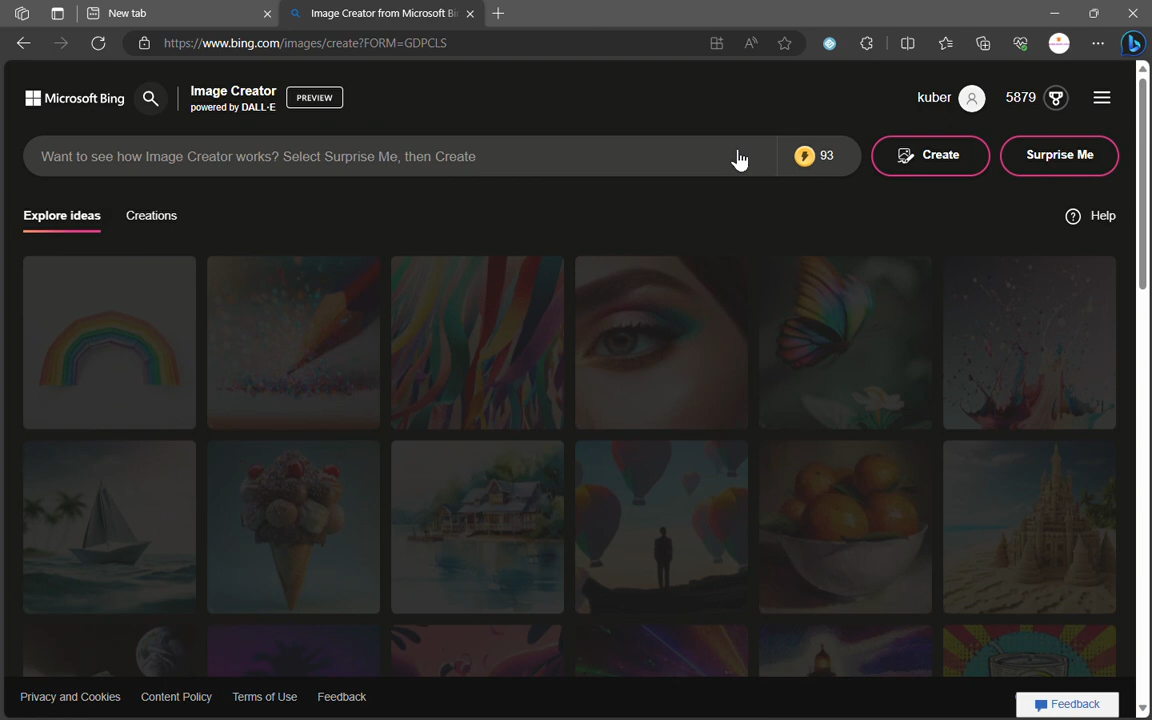 New tab
Image Creator from Microsoft Bi
https://www.bing.com/images/create?FORM=GDPCLS
Microsoft Bing
Image Creator
powered by DALL·E
PREVIEW
kuber
5879
Want to see how Image Creator works? Select Surprise Me, then Create
93
Create
Surprise Me
Explore ideas
Creations
Help
Privacy and Cookies
Content Policy
Terms of Use
Feedback
Feedback